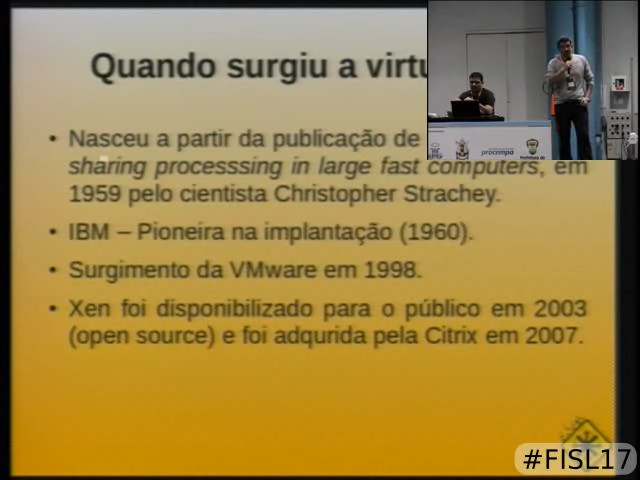 Quando surgiu a virtu
• Nasceu a partir da publicação de
sharing processsing in large fast computers, em
1959 pelo cientista Christopher Strachey.
• IBM – Pioneira na implantação (1960).
• Surgimento da VMware em 1998.
• Xen foi disponibilizado para o público em 2003
(open source) e foi adqurida pela Citrix em 2007.
procempa
#FISL17